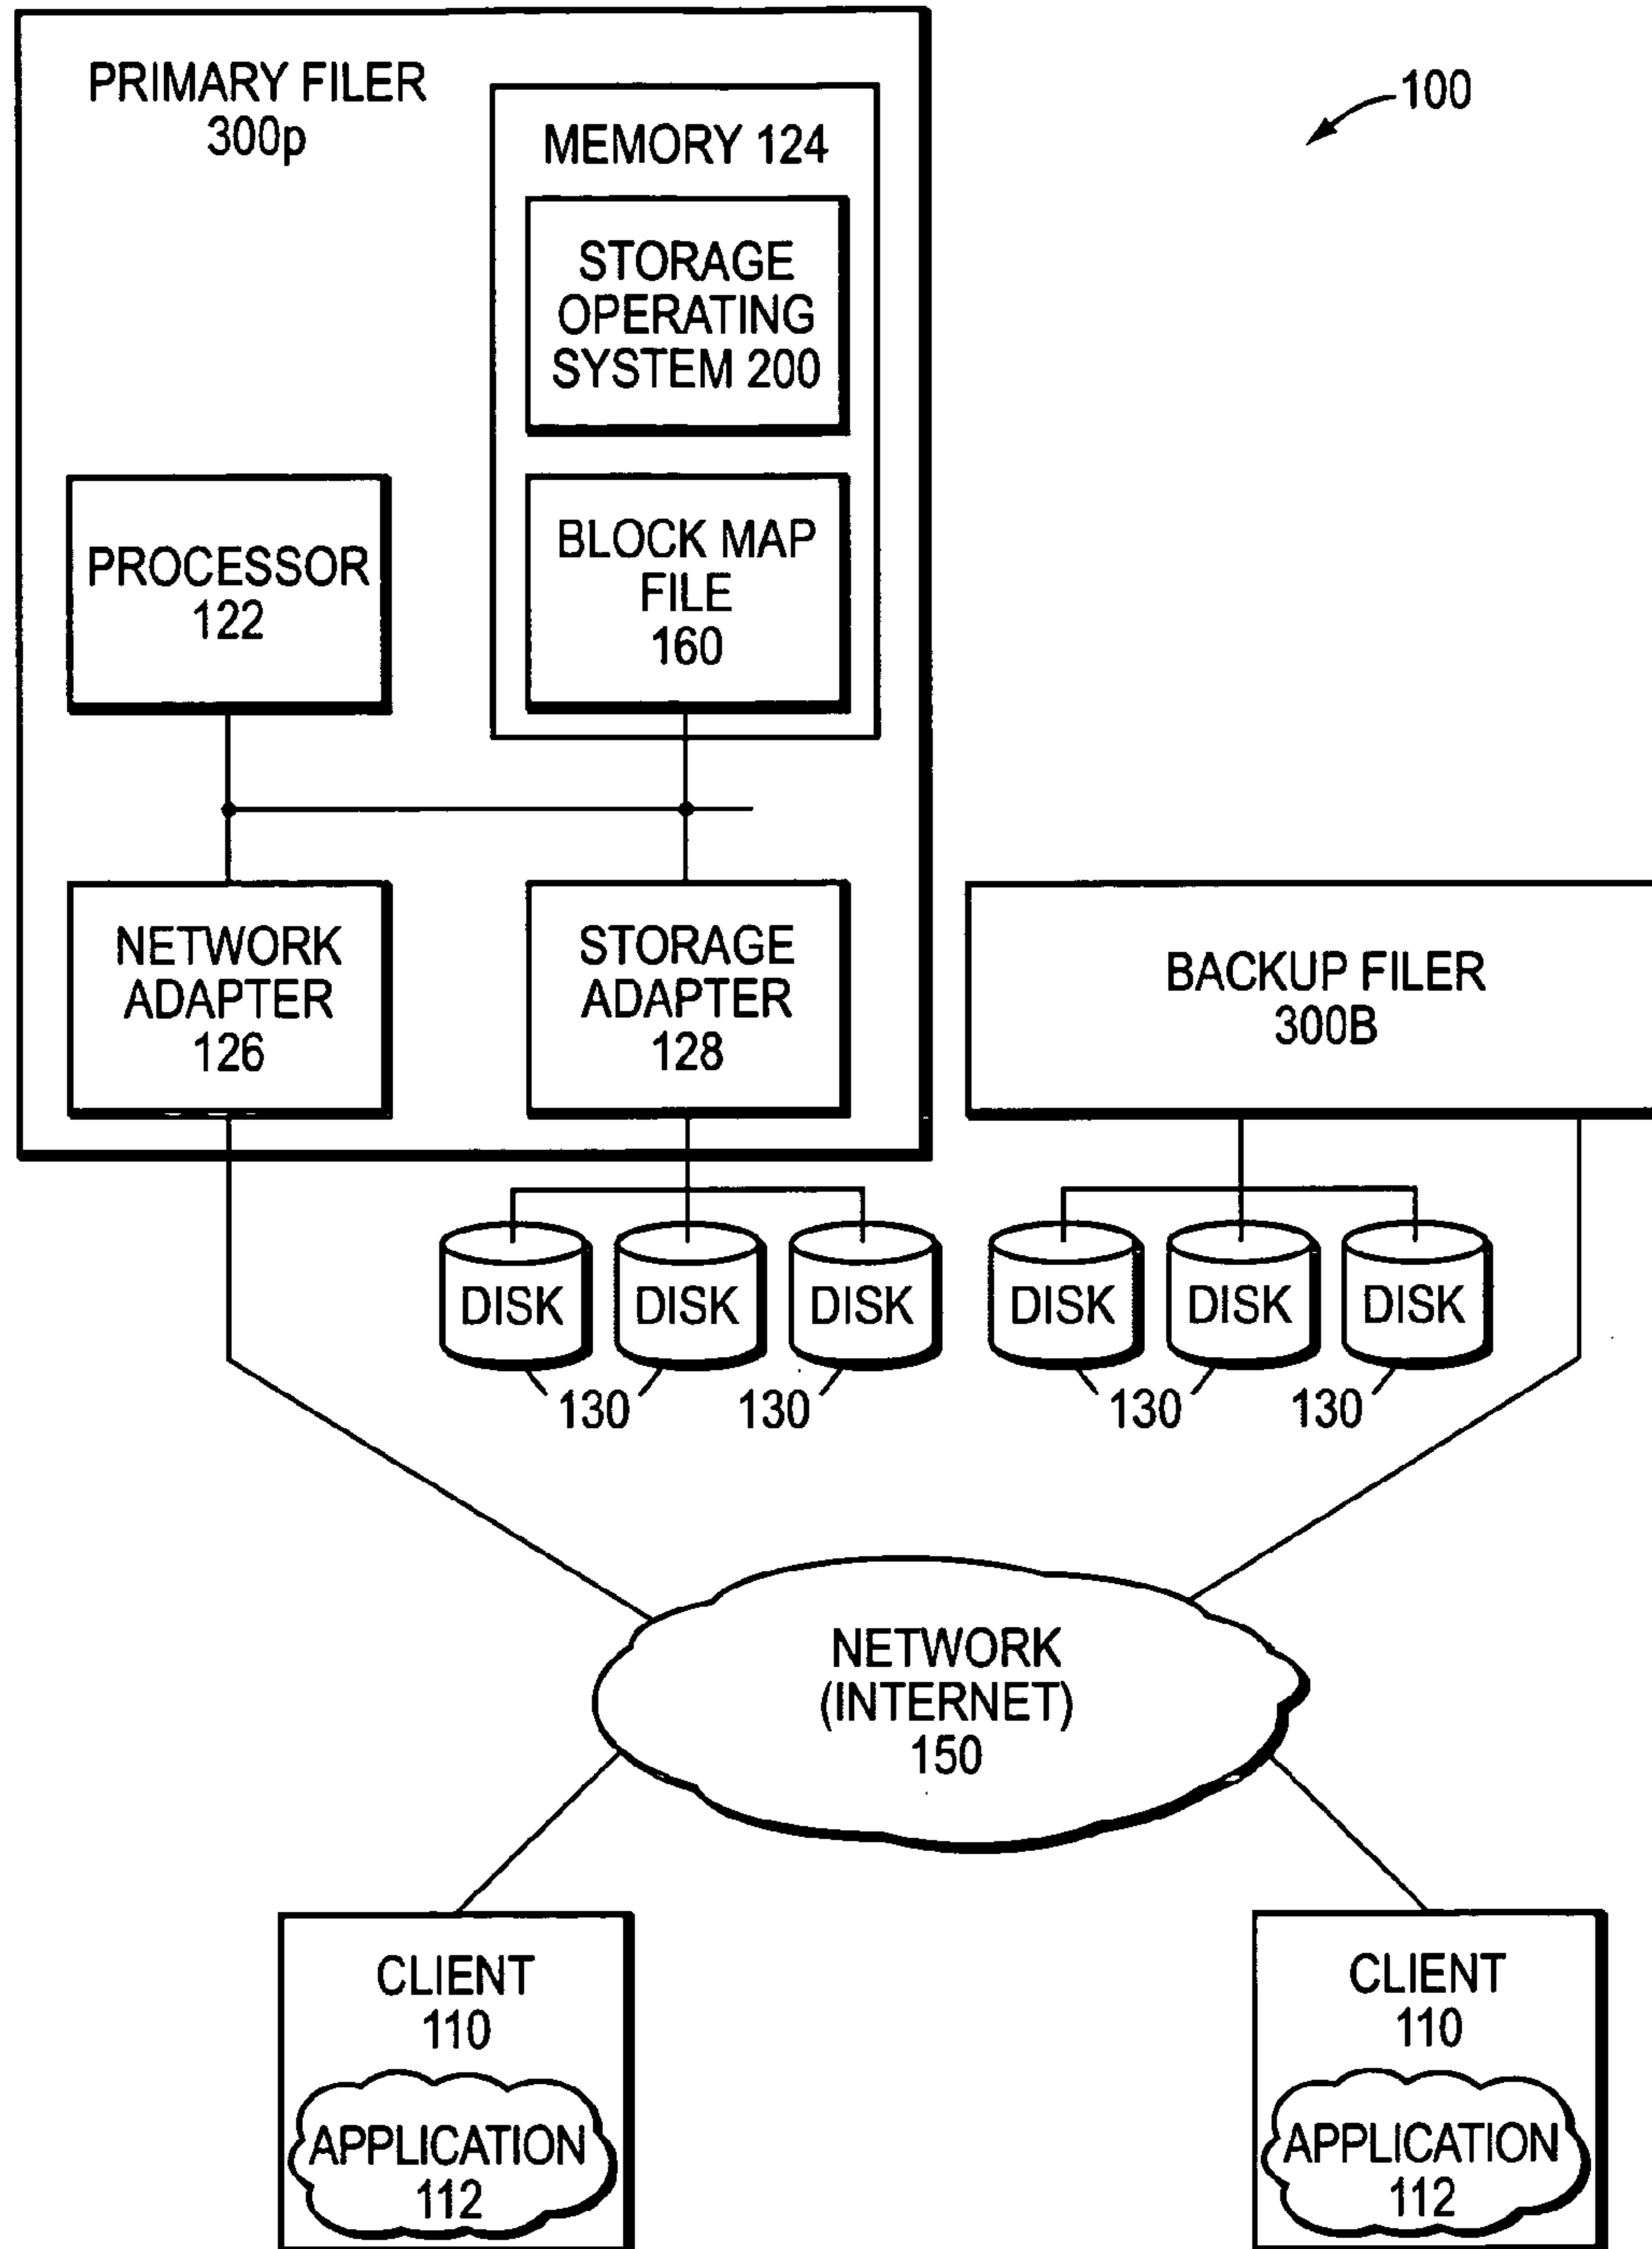 PRIMARY FILER
300p
100
MEMORY 124
STORAGE
OPERATING
SYSTEM 200
BLOCK MAP
FILE
160
PROCESSOR
122
NETWORK
ADAPTER
126
STORAGE
ADAPTER
128
BACKUP FILER
300B
DISK
DISK
DISK
DISK
DISK
DISK
130
130
130
130
NETWORK
(INTERNET)
150
CLIENT
110
APPLICATION
112
CLIENT
110
APPLICATION
112